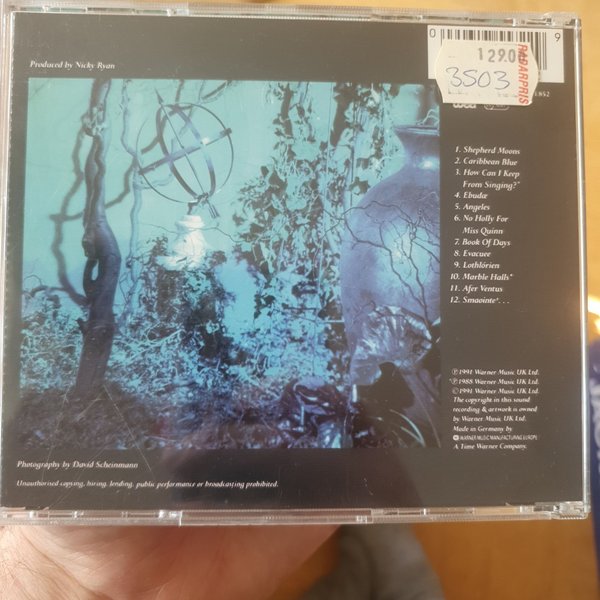 Produced by Nicky Ryan
0
9
129.0
RADARPRIS
3503
wea
1. Shepherd Moons
2. Caribbean Blue
3. How Can I Keep
From Singing?*
4. Ebudæ
5. Angeles
6. No Holly For
Miss Quinn
7. Book Of Days
8. Evacuee
9. Lothlórien
10. Marble Halls*
11. Afer Ventus
12. Smaointe . . .
℗1991 Warner Music UK Ltd.
℗1988 Warner Music UK Ltd.
©1991 Warner Music UK Ltd.
The copyright in this sound
recording & artwork is owned
by Warner Music UK Ltd.
Made in Germany by
WARNER MUSIC MANUFACTURING EUROPE.
A Time Warner Company.
Photography by David Scheinmann
Unauthorised copying, hiring, lending, public performance or broadcasting prohibited.